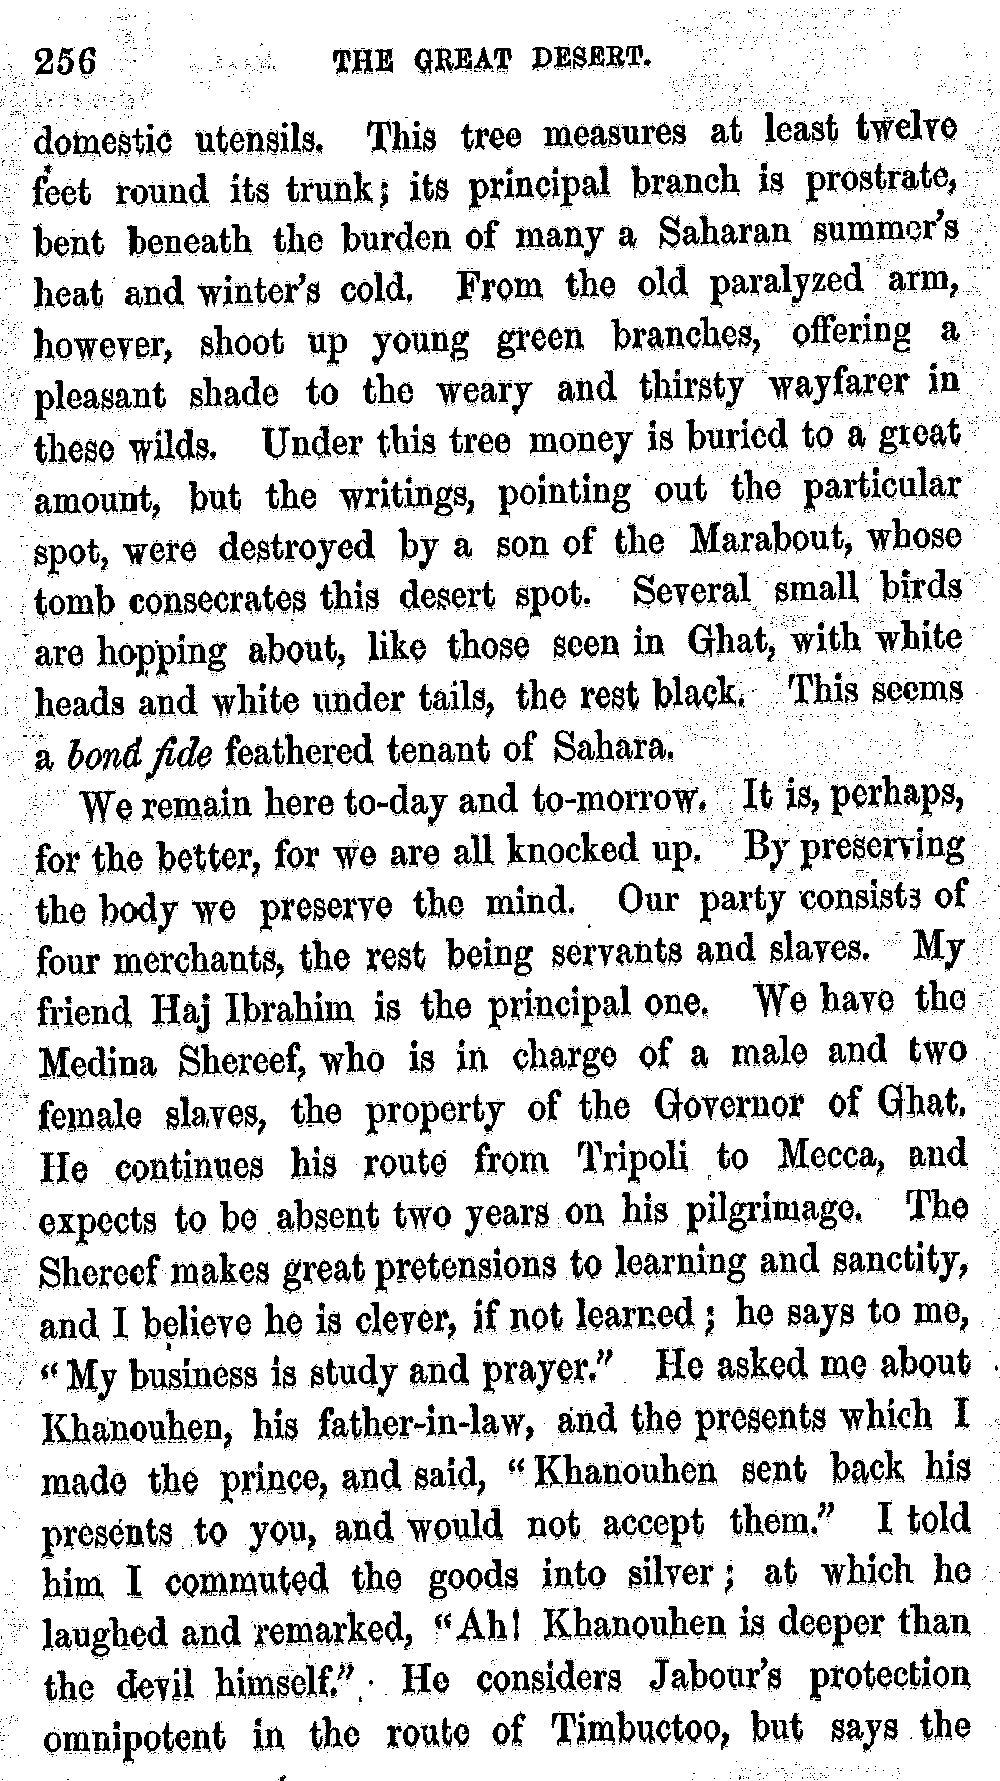 256 THE GREAT DESERT.
domestic utensils. This tree measures at least twelve
feet round its trunk; its principal branch is prostrate,
bent beneath the burden of many a Saharan summer's
heat and winter's cold. From the old paralyzed arm,
however, shoot up young green branches, offering a
pleasant shade to the weary and thirsty wayfarer in
these wilds. Under this tree money is buried to a great
amount, but the writings, pointing out the particular
spot, were destroyed by a son of the Marabout, whose
tomb consecrates this desert spot. Several small birds
are hopping about, like those seen in Ghat, with white
heads and white under tails, the rest black. This seems
a bonâ fide feathered tenant of Sahara.
We remain here to-day and to-morrow. It is, perhaps,
for the better, for we are all knocked up. By preserving
the body we preserve the mind. Our party consists of
four merchants, the rest being servants and slaves. My
friend Haj Ibrahim is the principal one. We have the
Medina Shereef, who is in charge of a male and two
female slaves, the property of the Governor of Ghat.
He continues his route from Tripoli to Mecca, and
expects to be absent two years on his pilgrimage. The
Shereef makes great pretensions to learning and sanctity,
and I believe he is clever, if not learned; he says to me,
"My business is study and prayer." He asked me about
Khanouhen, his father-in-law, and the presents which I
made the prince, and said, "Khanouhen sent back his
presents to you, and would not accept them." I told
him I commuted the goods into silver; at which he
laughed and remarked, "Ah! Khanouhen is deeper than
the devil himself." He considers Jabour's protection
omnipotent in the route of Timbuctoo, but says the